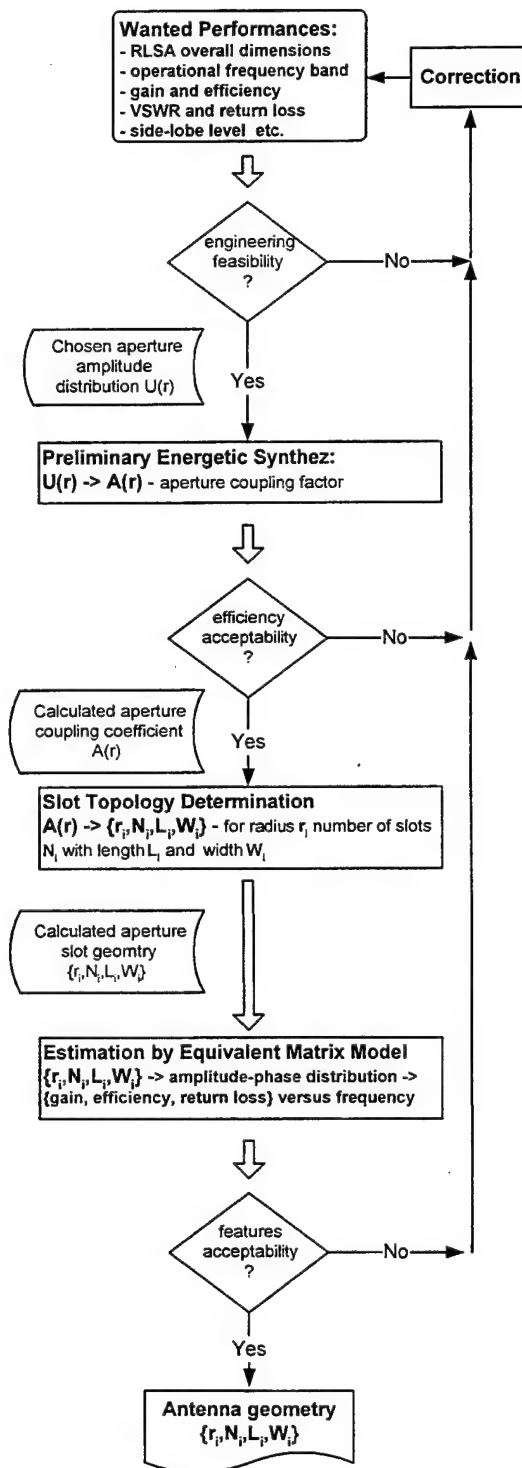 Wanted Performances:
- RLSA overall dimensions
- operational frequency band
- gain and efficiency
- VSWR and return loss
- side-lobe level etc.
Correction
engineering
feasibility
?
No
Chosen aperture
amplitude
distribution U(r)
Yes
Preliminary Energetic Synthez:
U(r) -> A(r) - aperture coupling factor
efficiency
acceptability
?
No
Calculated aperture
coupling coefficient
A(r)
Yes
Slot Topology Determination
A(r) -> {rᵢ,Nᵢ,Lᵢ,Wᵢ} - for radius rᵢ number of slots
Nᵢ with length Lᵢ and width Wᵢ
Calculated aperture
slot geomtry
{rᵢ,Nᵢ,Lᵢ,Wᵢ}
Estimation by Equivalent Matrix Model
{rᵢ,Nᵢ,Lᵢ,Wᵢ} -> amplitude-phase distribution ->
{gain, efficiency, return loss} versus frequency
features
acceptability
?
No
Yes
Antenna geometry
{rᵢ,Nᵢ,Lᵢ,Wᵢ}